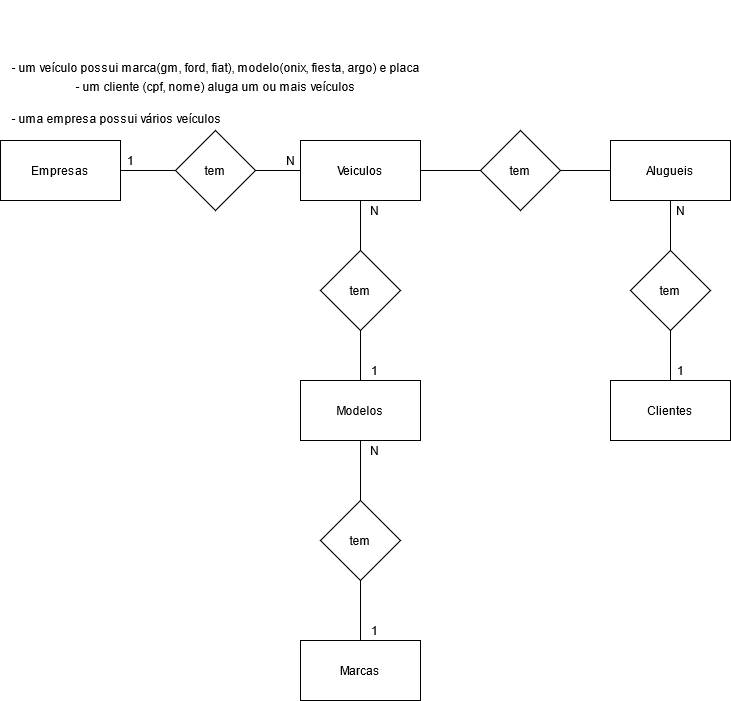 - um veículo possui marca(gm, ford, fiat), modelo(onix, fiesta, argo) e placa
- um cliente (cpf, nome) aluga um ou mais veículos
- uma empresa possui vários veículos
Empresas 1 tem N Veiculos tem Alugueis
N N
tem tem
1 1
Modelos Clientes
N
tem
1
Marcas